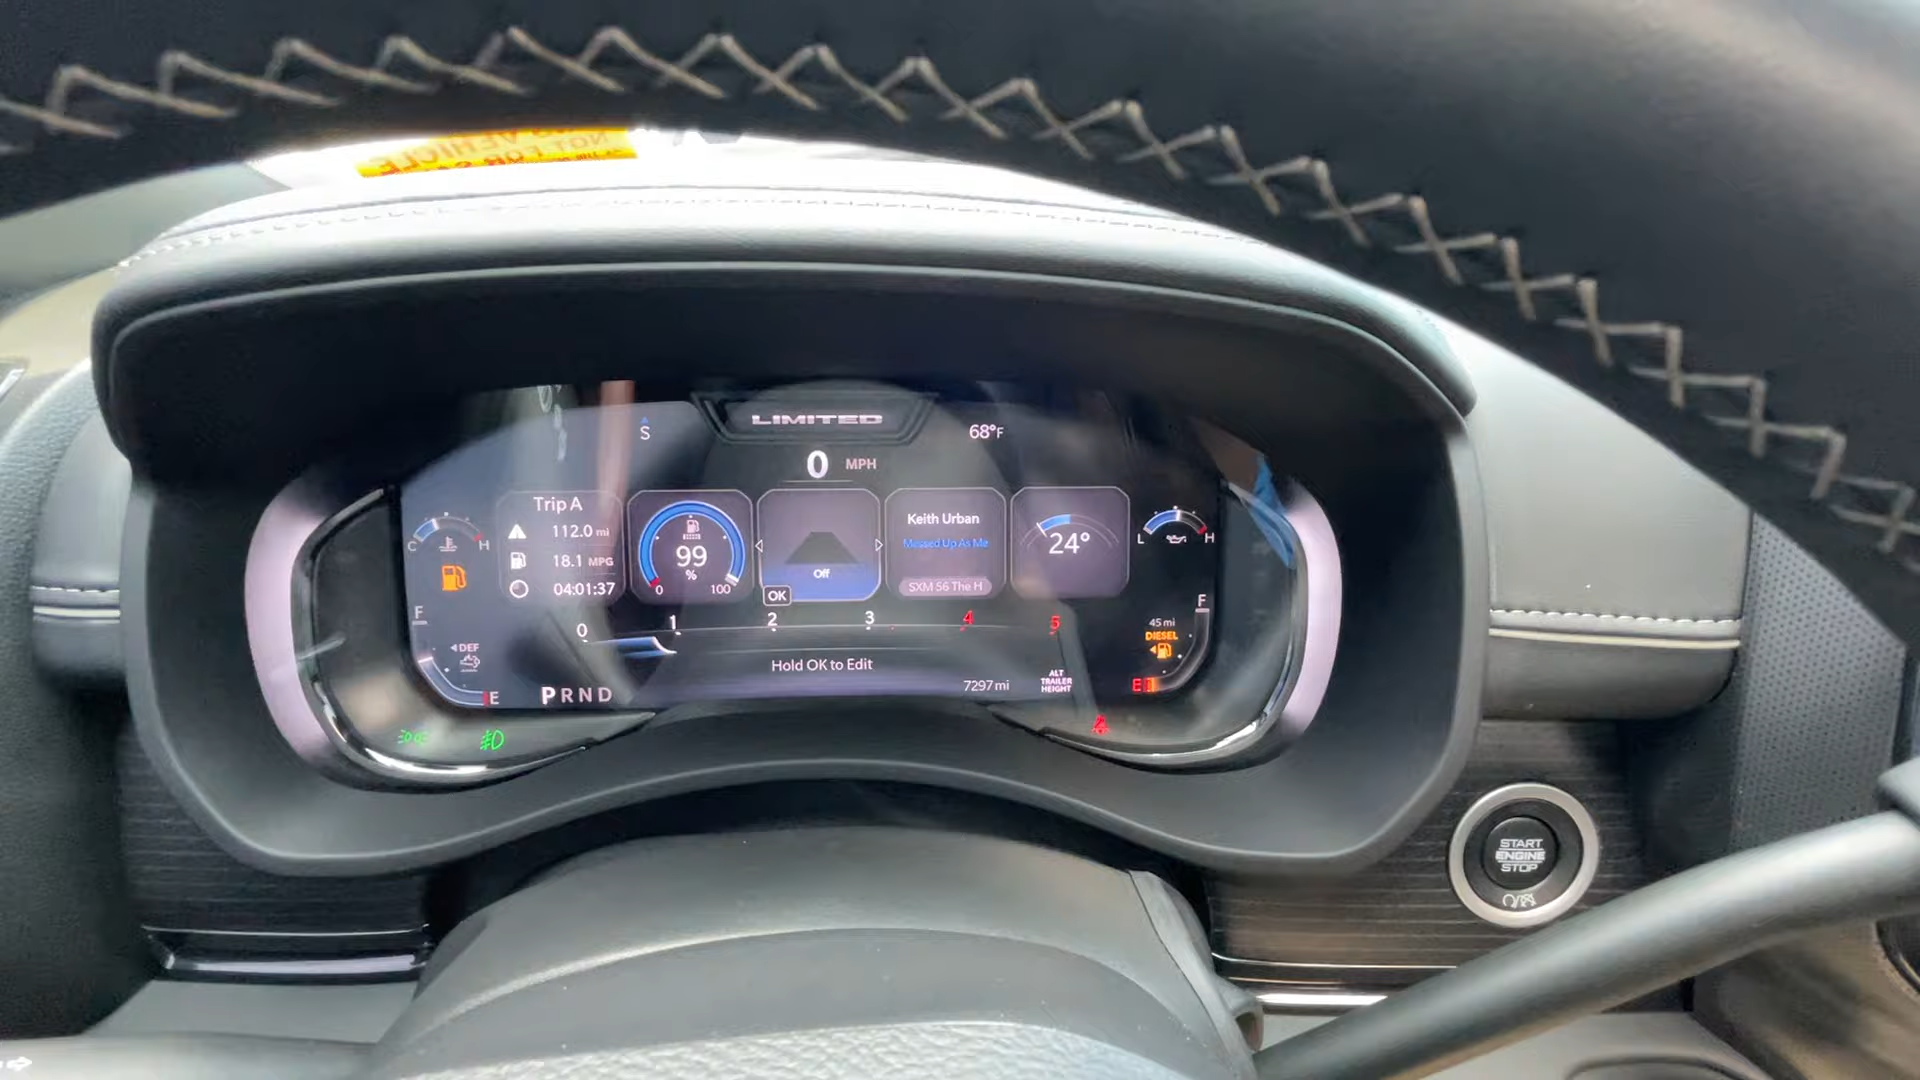 LIMITED
S
68°F
0 MPH
Trip A
112.0 mi
18.1 MPG
04:01:37
99
%
0 100
Off
OK
Keith Urban
Messed Up As Me
SXM 56 The H
24°
C H
L H
F
DEF
E
F
45 mi
DIESEL
E
0 1 2 3 4 5
Hold OK to Edit
PRND
7297 mi
ALT
TRAILER
HEIGHT
START
ENGINE
STOP